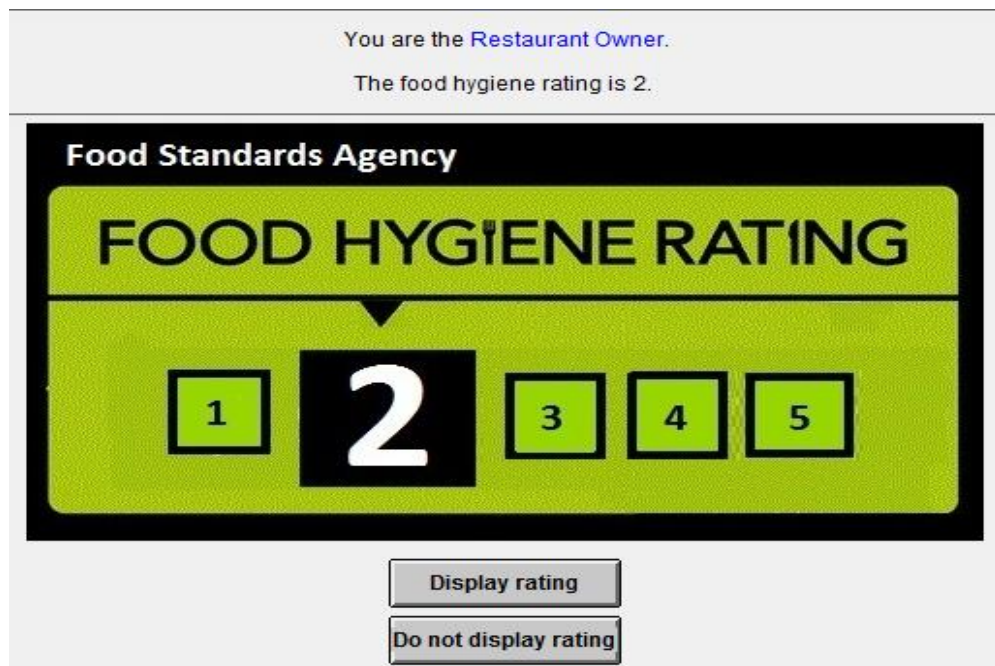 You are the Restaurant Owner.
The food hygiene rating is 2.
Food Standards Agency
FOOD HYGIENE RATING
1 2 3 4 5
Display rating
Do not display rating